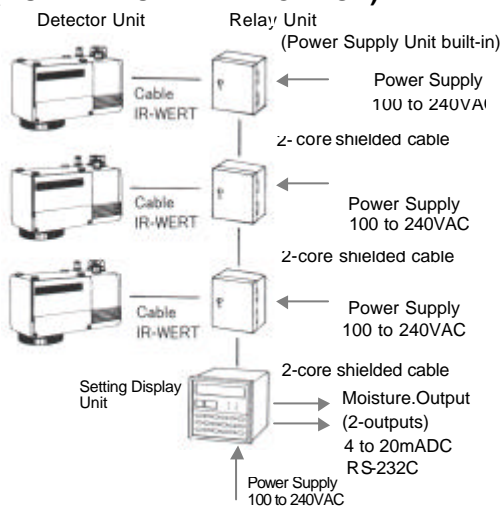 Detector Unit
Relay Unit
(Power Supply Unit built-in)
Cable
IR-WERT
Power Supply
100 to 240VAC
2- core shielded cable
Cable
IR-WERT
Power Supply
100 to 240VAC
2-core shielded cable
Cable
IR-WERT
Power Supply
100 to 240VAC
2-core shielded cable
Setting Display
Unit
Moisture.Output
(2-outputs)
4 to 20mADC
RS-232C
Power Supply
100 to 240VAC